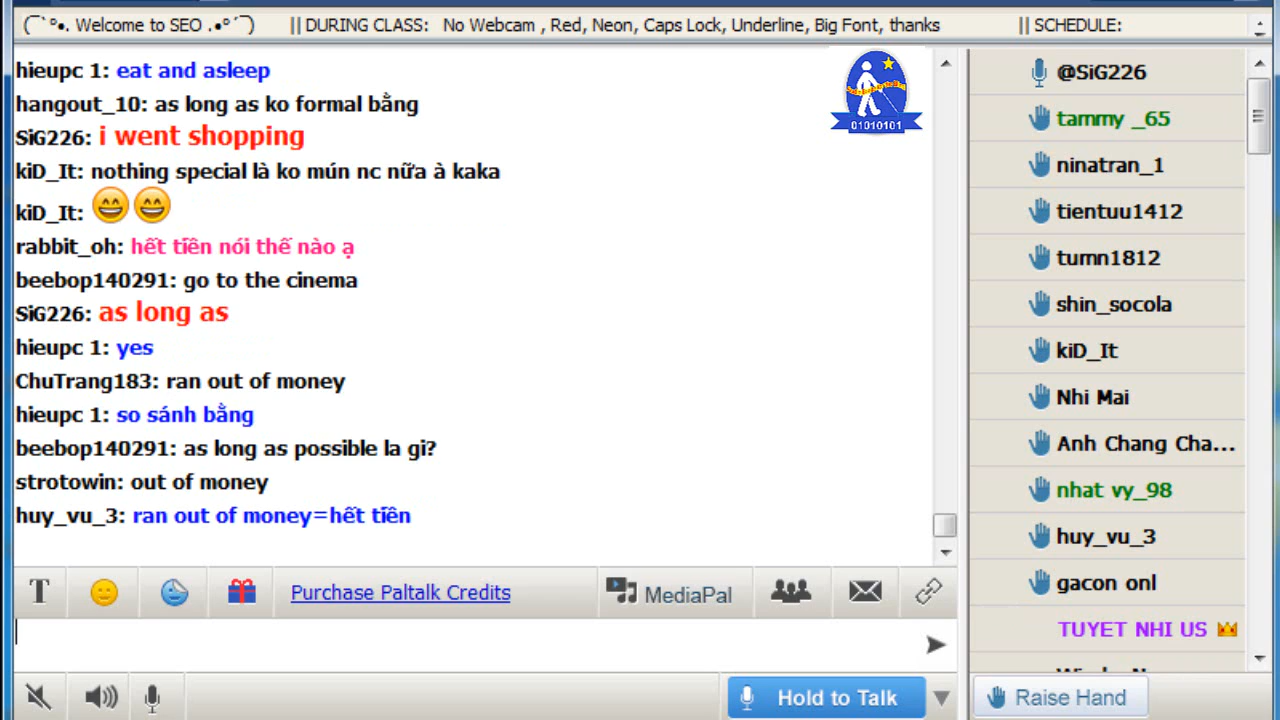 (¯`°•. Welcome to SEO .•°´¯) || DURING CLASS: No Webcam , Red, Neon, Caps Lock, Underline, Big Font, thanks || SCHEDULE:
hieupc 1: eat and asleep
hangout_10: as long as ko formal bằng
SiG226: i went shopping
kiD_It: nothing special là ko mún nc nữa à kaka
kiD_It:
rabbit_oh: hết tiền nói thế nào ạ
beebop140291: go to the cinema
SiG226: as long as
hieupc 1: yes
ChuTrang183: ran out of money
hieupc 1: so sánh bằng
beebop140291: as long as possible la gi?
strotowin: out of money
huy_vu_3: ran out of money=hết tiền
01010101
@SiG226
tammy _65
ninatran_1
tientuu1412
tumn1812
shin_socola
kiD_It
Nhi Mai
Anh Chang Cha...
nhat vy_98
huy_vu_3
gacon onl
TUYET NHI US
T
Purchase Paltalk Credits
MediaPal
Hold to Talk
Raise Hand